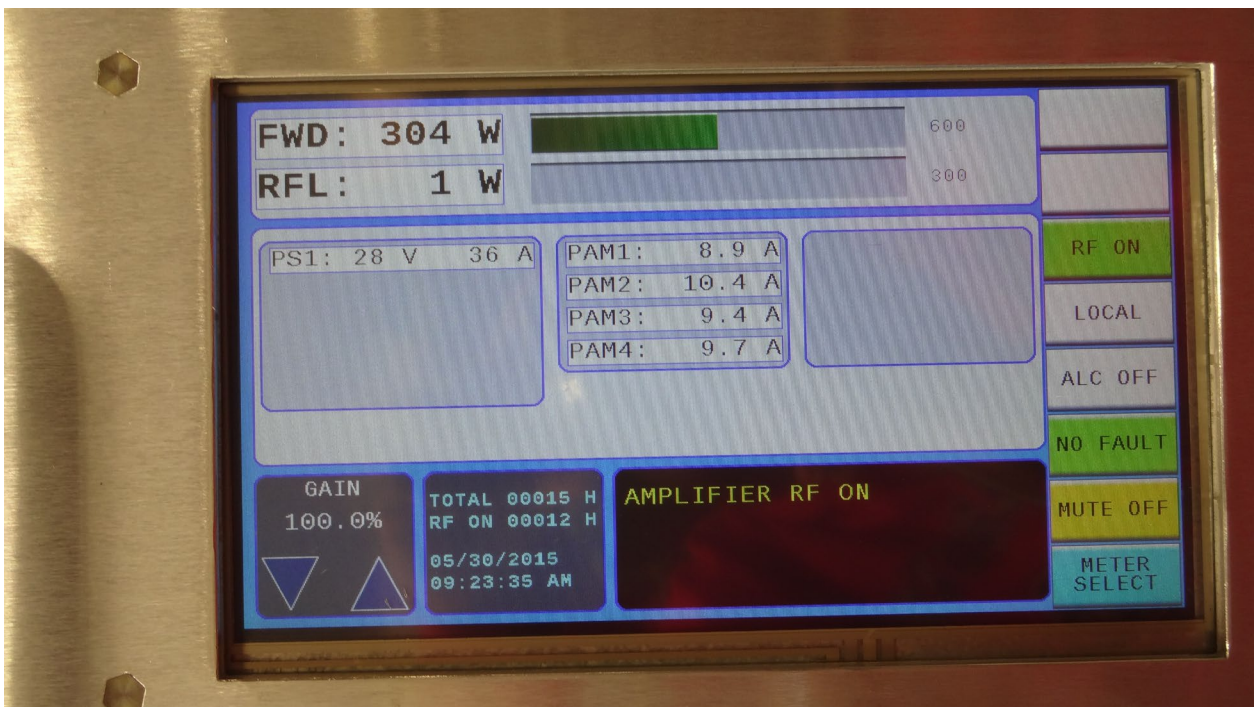 FWD: 304 W
600
RFL: 1 W
300
PS1: 28 V 36 A
PAM1: 8.9 A
PAM2: 10.4 A
PAM3: 9.4 A
PAM4: 9.7 A
RF ON
LOCAL
ALC OFF
NO FAULT
MUTE OFF
METER
SELECT
GAIN
100.0%
TOTAL 00015 H
RF ON 00012 H
05/30/2015
09:23:35 AM
AMPLIFIER RF ON